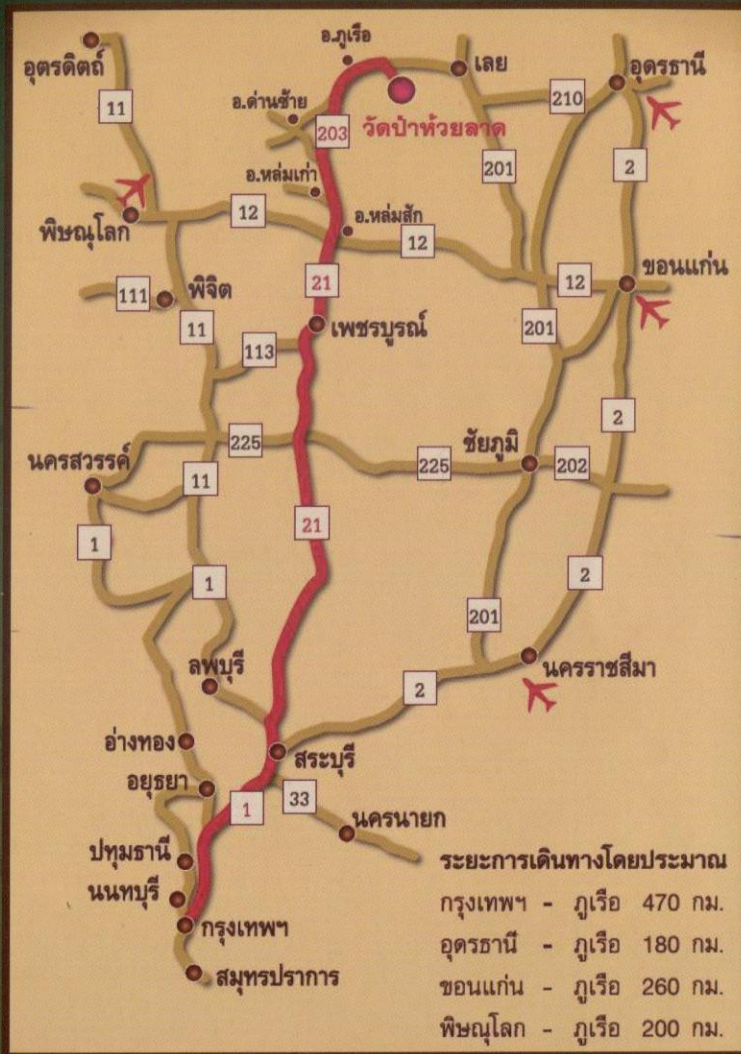 อ.ภูเรือ
อุตรดิตถ์
เลย
อุดรธานี
11
อ.ด่านซ้าย
210
203
วัดป่าห้วยลาด
2
อ.หล่มเก่า
201
12
อ.หล่มสัก
พิษณุโลก
12
ขอนแก่น
21
12
111
พิจิตร
11
เพชรบูรณ์
201
113
2
225
ชัยภูมิ
นครสวรรค์
225
202
11
21
1
1
2
201
ลพบุรี
นครราชสีมา
2
อ่างทอง
สระบุรี
อยุธยา
1
33
นครนายก
ปทุมธานี
นนทบุรี
กรุงเทพฯ
สมุทรปราการ
ระยะการเดินทางโดยประมาณ
กรุงเทพฯ - ภูเรือ 470 กม.
อุดรธานี - ภูเรือ 180 กม.
ขอนแก่น - ภูเรือ 260 กม.
พิษณุโลก - ภูเรือ 200 กม.